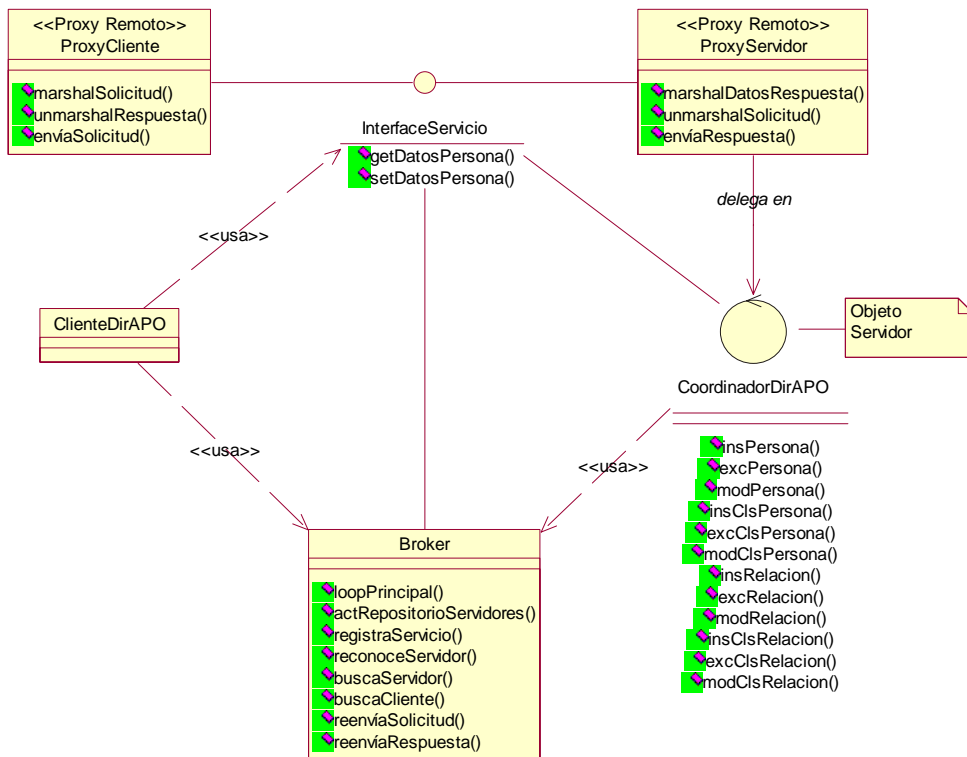 <<Proxy Remoto>>
ProxyCliente
marshalSolicitud()
unmarshalRespuesta()
envíaSolicitud()
<<Proxy Remoto>>
ProxyServidor
marshalDatosRespuesta()
unmarshalSolicitud()
envíaRespuesta()
InterfaceServicio
getDatosPersona()
setDatosPersona()
delega en
<<usa>>
ClienteDirAPO
Objeto
Servidor
CoordinadorDirAPO
<<usa>>
<<usa>>
insPersona()
excPersona()
modPersona()
insClsPersona()
excClsPersona()
modClsPersona()
insRelacion()
excRelacion()
modRelacion()
insClsRelacion()
excClsRelacion()
modClsRelacion()
Broker
loopPrincipal()
actRepositorioServidores()
registraServicio()
reconoceServidor()
buscaServidor()
buscaCliente()
reenvíaSolicitud()
reenvíaRespuesta()